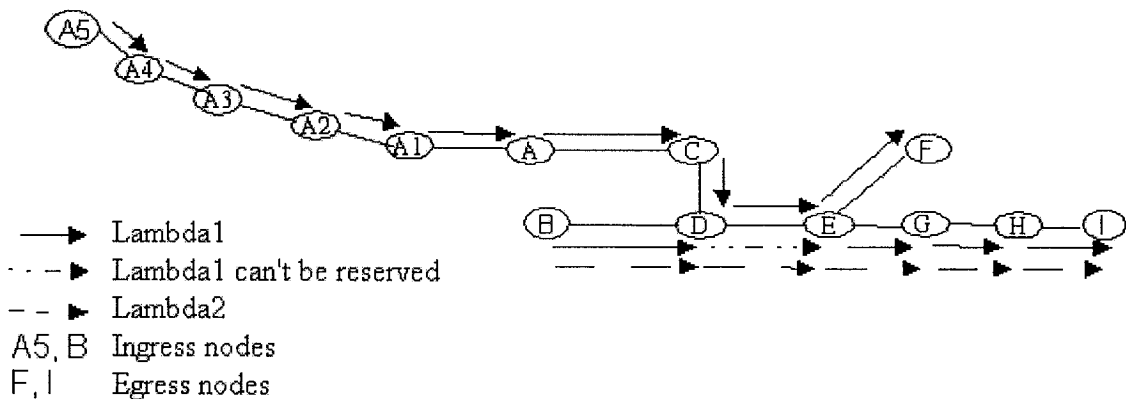 A5
A4
A3
A2
A1
A
C
F
B
D
E
G
H
I
Lambda1
Lambda1 can't be reserved
Lambda2
A5, B Ingress nodes
F, I Egress nodes